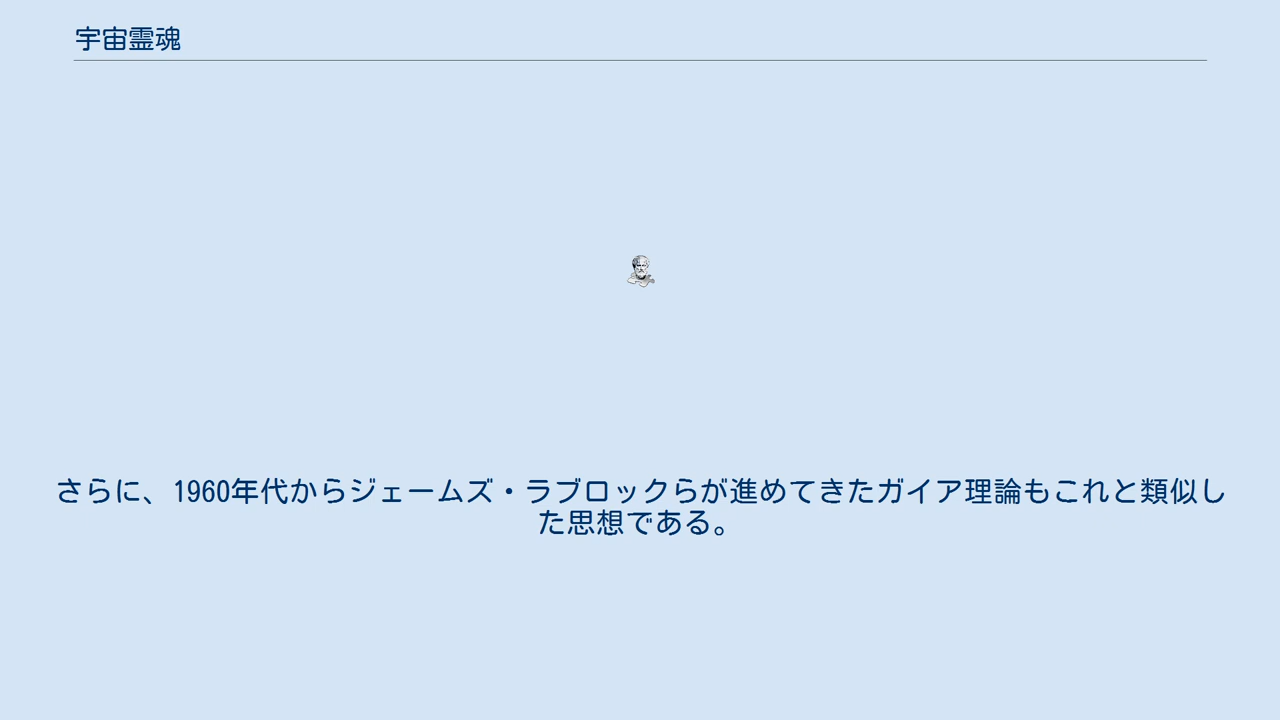 宇宙霊魂
さらに、1960年代からジェームズ・ラブロックらが進めてきたガイア理論もこれと類似し
た思想である。